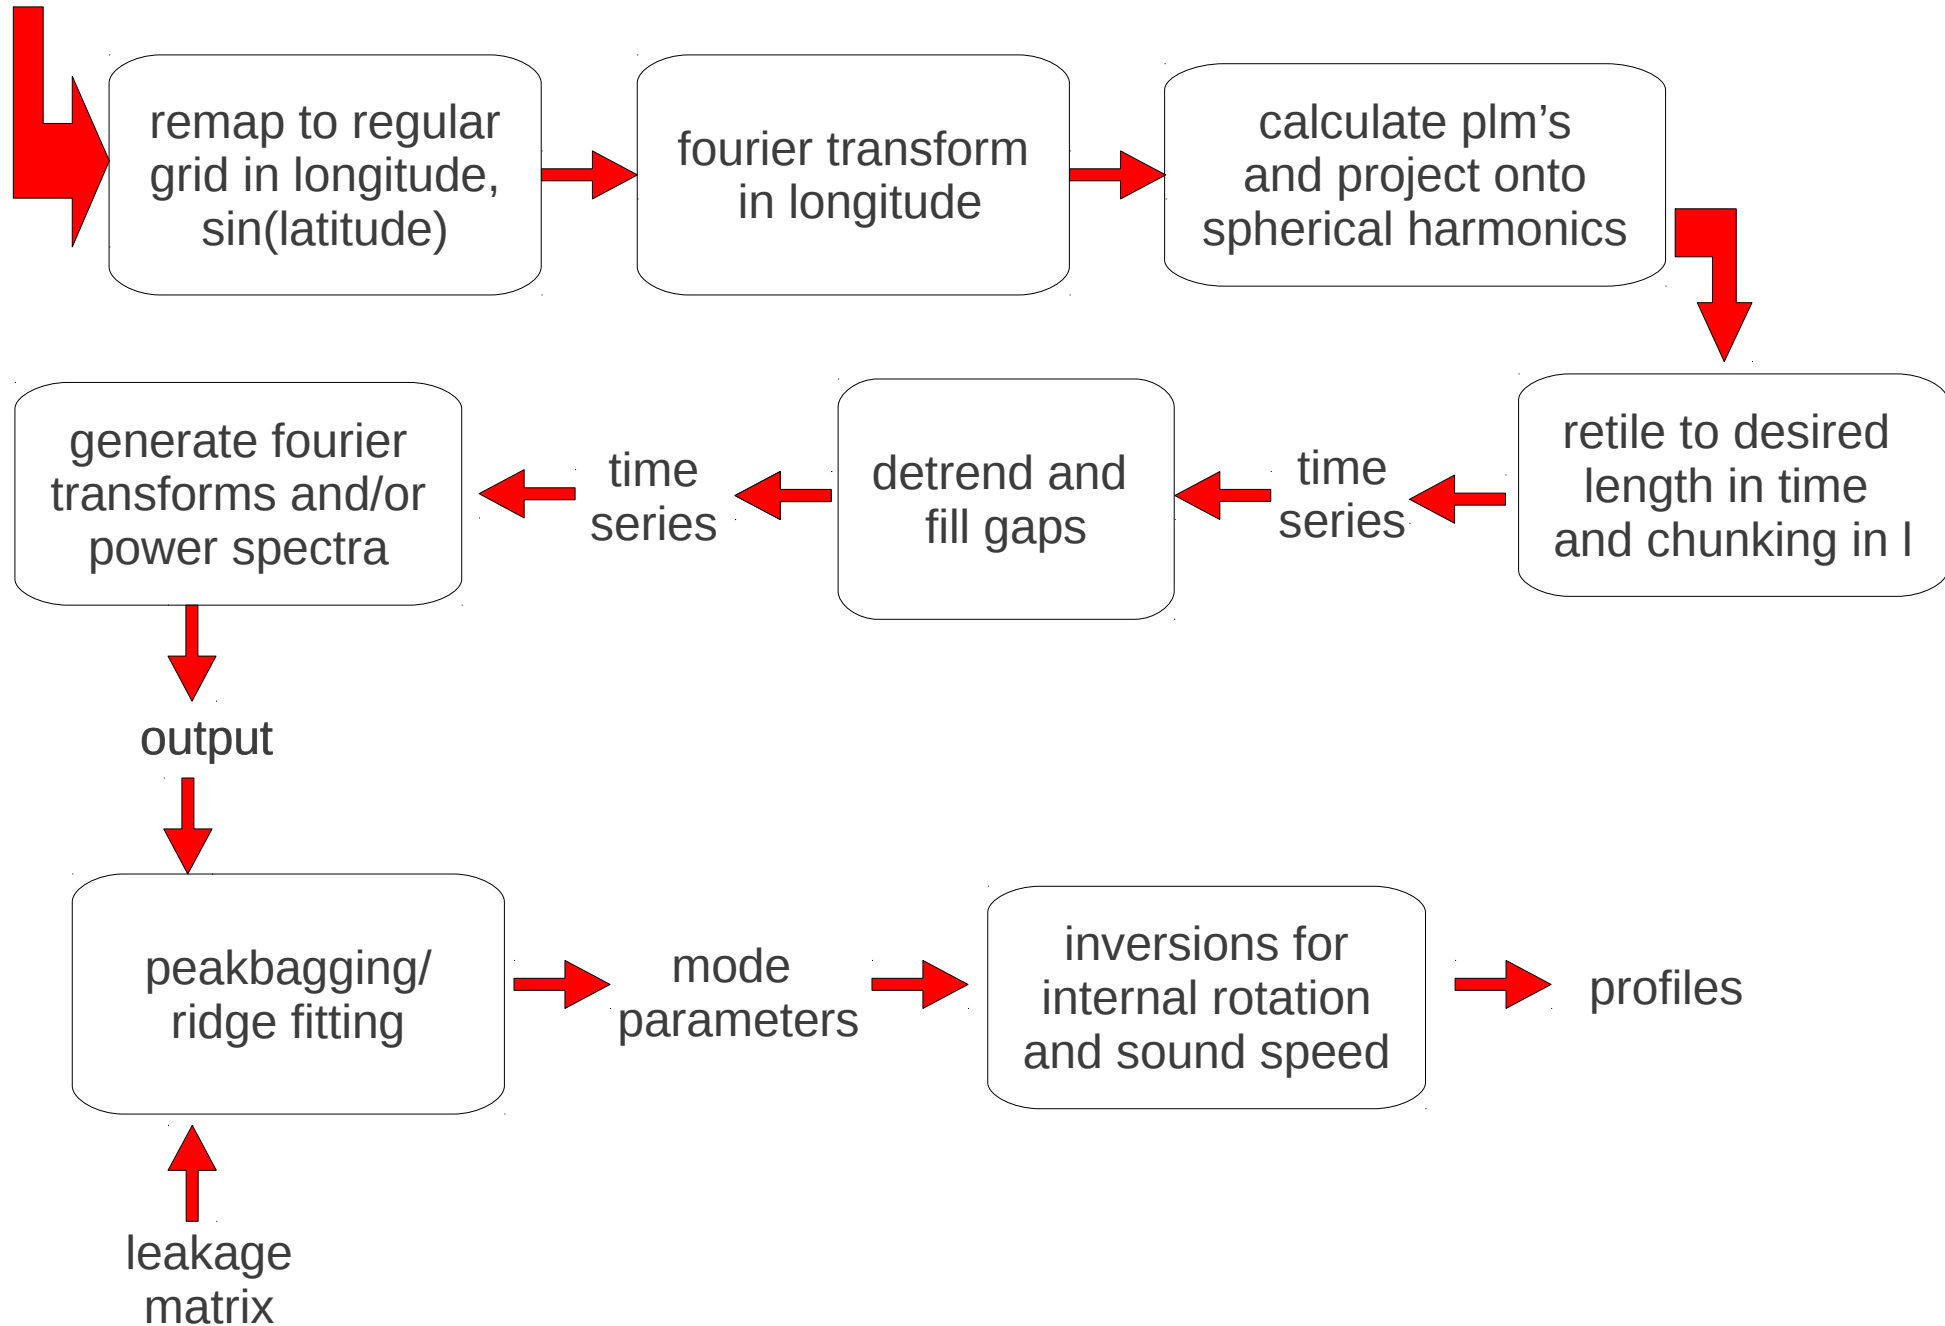 remap to regular
grid in longitude,
sin(latitude)
fourier transform
in longitude
calculate plm's
and project onto
spherical harmonics
retile to desired
length in time
and chunking in l
time
series
detrend and
fill gaps
time
series
generate fourier
transforms and/or
power spectra
output
peakbagging/
ridge fitting
leakage
matrix
mode
parameters
inversions for
internal rotation
and sound speed
profiles